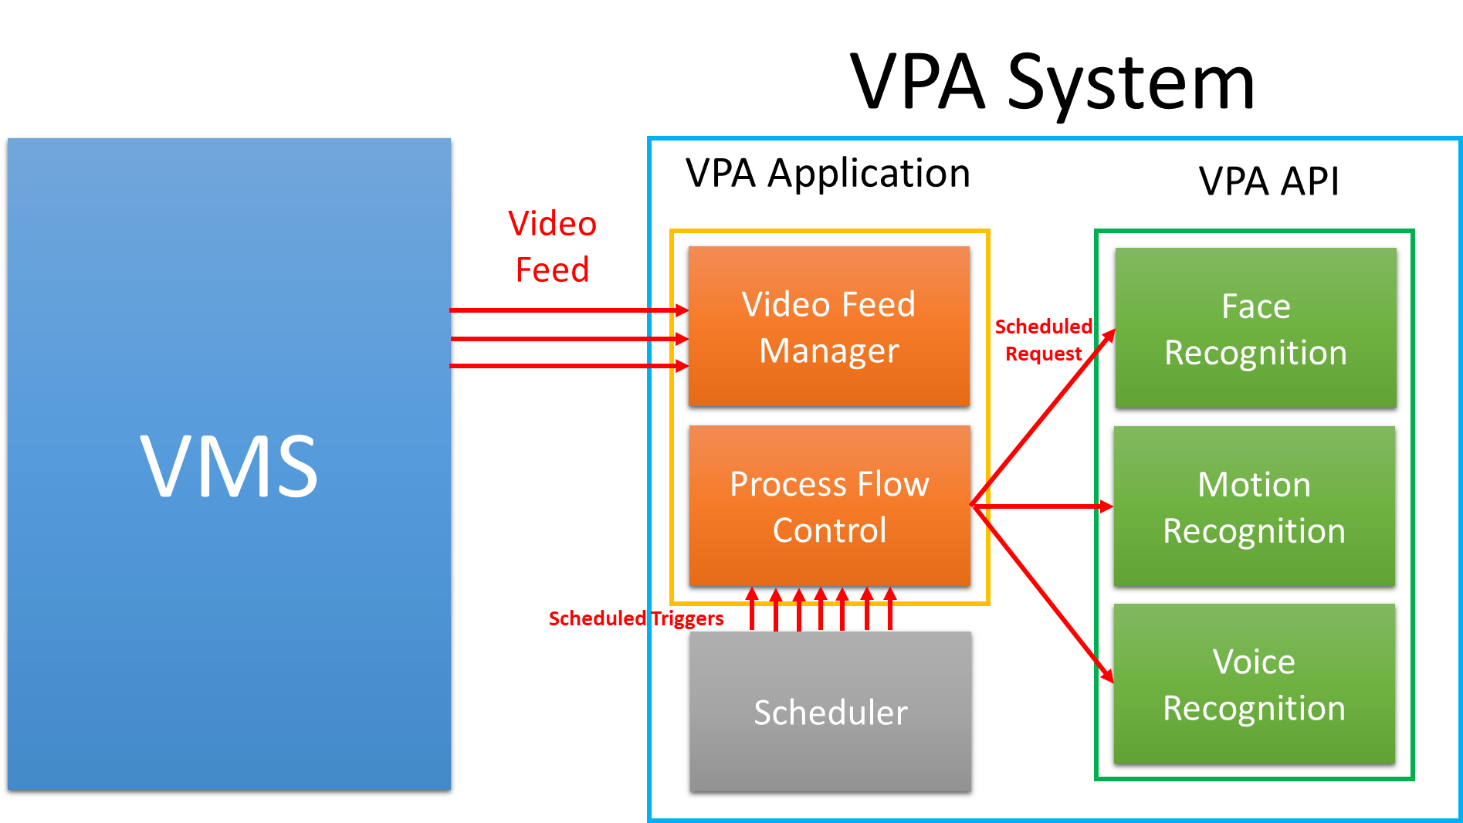 VPA System
VPA Application
VPA API
Video
Feed
Video Feed
Manager
Scheduled
Request
Face
Recognition
VMS
Process Flow
Control
Motion
Recognition
Scheduled Triggers
Scheduler
Voice
Recognition